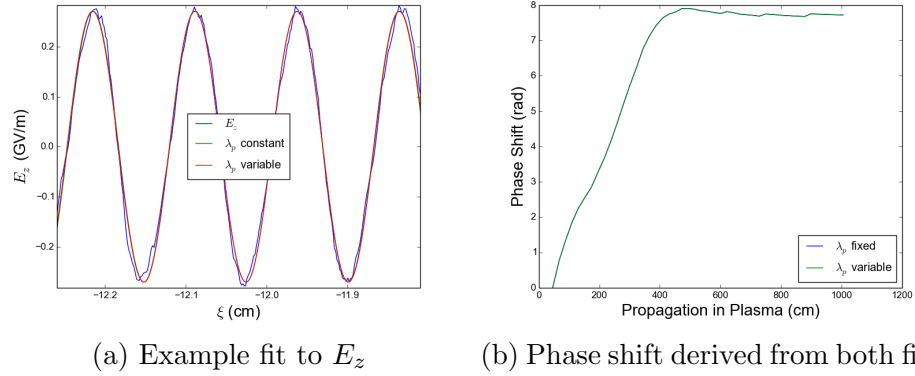 0.2
0.1
0.0
−0.1
−0.2
E_z (GV/m)
E_z
λ_p constant
λ_p variable
−12.2
−12.1
−12.0
−11.9
ξ (cm)
(a) Example fit to E_z
8
7
6
5
4
3
2
1
0
Phase Shift (rad)
λ_p fixed
λ_p variable
0
200
400
600
800
1000
1200
Propagation in Plasma (cm)
(b) Phase shift derived from both fi